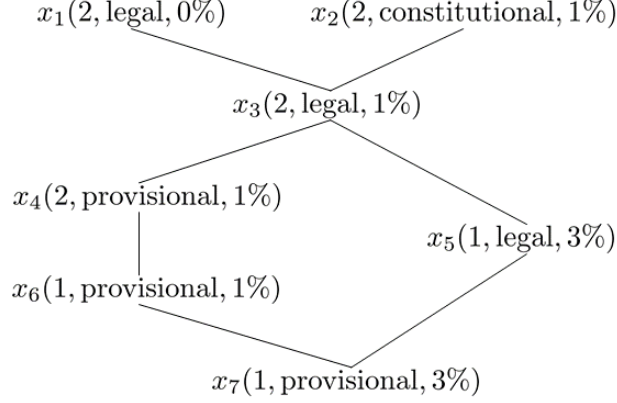 x₁(2, legal, 0%) x₂(2, constitutional, 1%)
x₃(2, legal, 1%)
x₄(2, provisional, 1%)
x₅(1, legal, 3%)
x₆(1, provisional, 1%)
x₇(1, provisional, 3%)